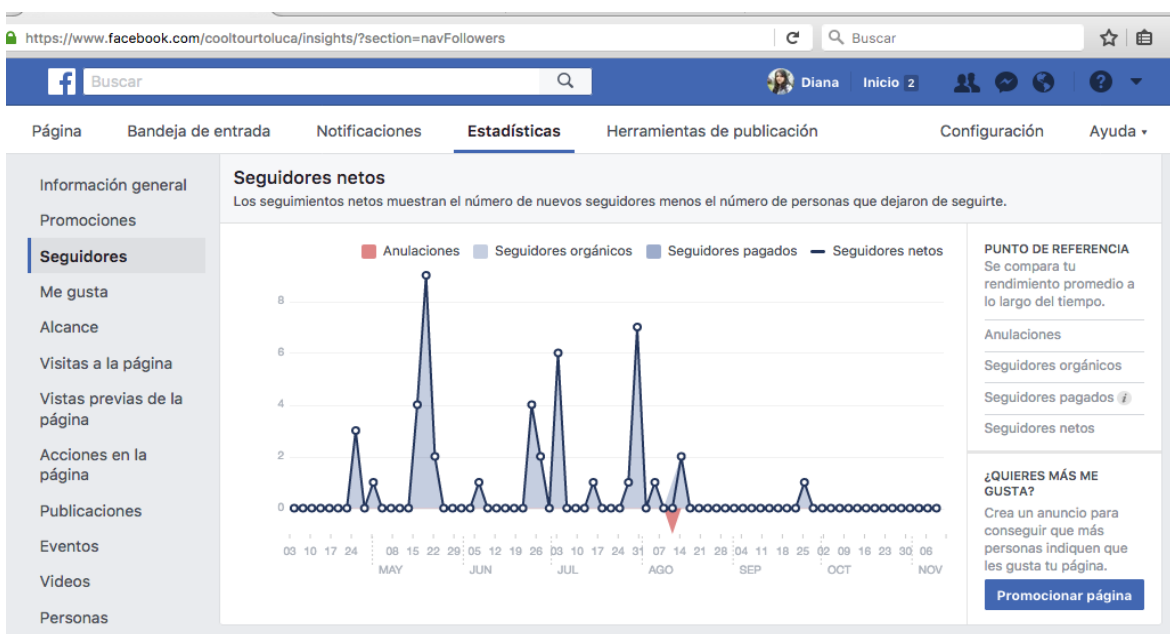 https://www.facebook.com/cooltourtoluca/insights/?section=navFollowers
Buscar
Buscar
Diana
Inicio 2
Página
Bandeja de entrada
Notificaciones
Estadísticas
Herramientas de publicación
Configuración
Ayuda
Información general
Promociones
Seguidores
Me gusta
Alcance
Visitas a la página
Vistas previas de la
página
Acciones en la
página
Publicaciones
Eventos
Videos
Personas
Seguidores netos
Los seguimientos netos muestran el número de nuevos seguidores menos el número de personas que dejaron de seguirte.
Anulaciones Seguidores orgánicos Seguidores pagados Seguidores netos
8
6
4
2
0
03 10 17 24 08 15 22 29 05 12 19 26 03 10 17 24 31 07 14 21 28 04 11 18 25 02 09 16 23 30 06
MAY JUN JUL AGO SEP OCT NOV
PUNTO DE REFERENCIA
Se compara tu
rendimiento promedio a
lo largo del tiempo.
Anulaciones
Seguidores orgánicos
Seguidores pagados i
Seguidores netos
¿QUIERES MÁS ME
GUSTA?
Crea un anuncio para
conseguir que más
personas indiquen que
les gusta tu página.
Promocionar página